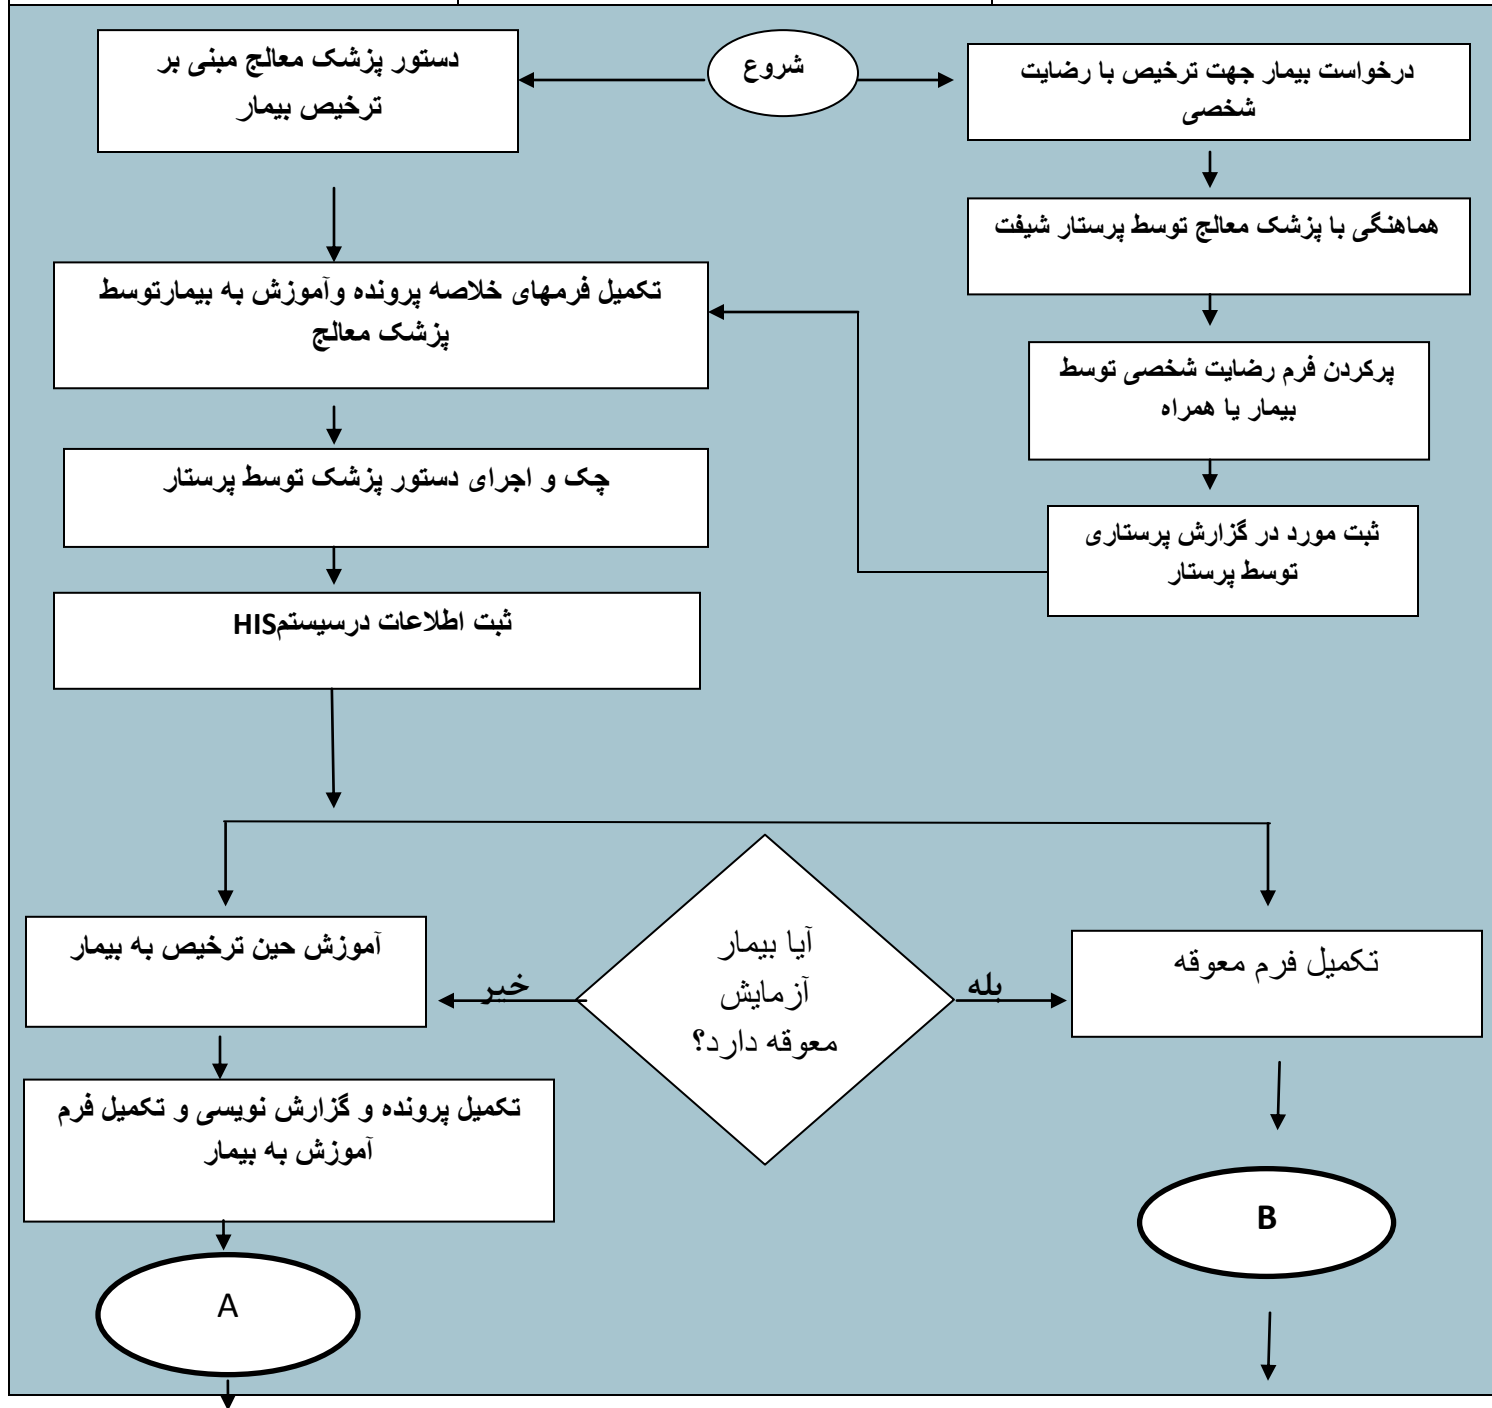 شروع
درخواست بیمار جهت ترخیص با رضایت
شخصی
دستور پزشک معالج مبنی بر
ترخیص بیمار
هماهنگی با پزشک معالج توسط پرستار شیفت
پرکردن فرم رضایت شخصی توسط
بیمار یا همراه
ثبت مورد در گزارش پرستاری
توسط پرستار
تکمیل فرمهای خلاصه پرونده وآموزش به بیمارتوسط
پزشک معالج
چک و اجرای دستور پزشک توسط پرستار
ثبت اطلاعات درسیستمHIS
آیا بیمار
آزمایش
معوقه دارد؟
بله
خیر
تکمیل فرم معوقه
B
آموزش حین ترخیص به بیمار
تکمیل پرونده و گزارش نویسی و تکمیل فرم
آموزش به بیمار
A